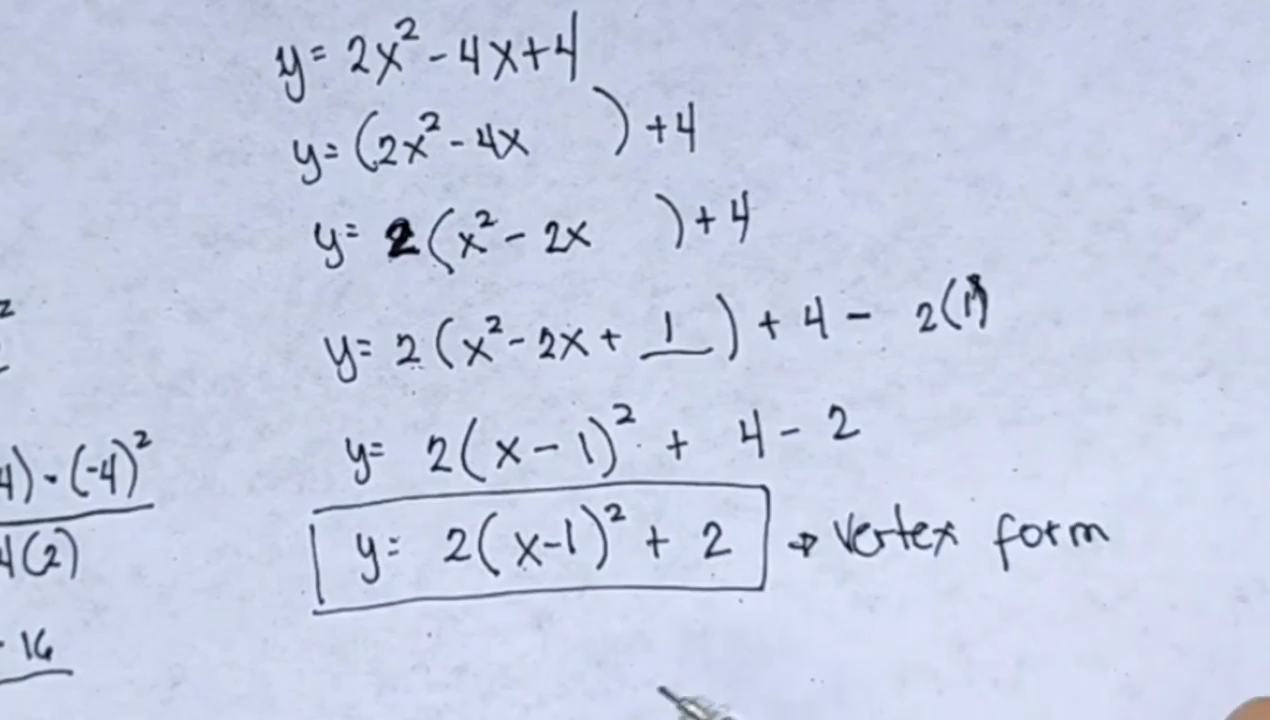 y = 2x² - 4x + 4
y = (2x² - 4x ) + 4
y = 2(x² - 2x ) + 4
y = 2(x² - 2x + 1) + 4 - 2(1)
4) - (-4)²
4(2)
- 16
y = 2(x - 1)² + 4 - 2
y = 2(x-1)² + 2 → vertex form